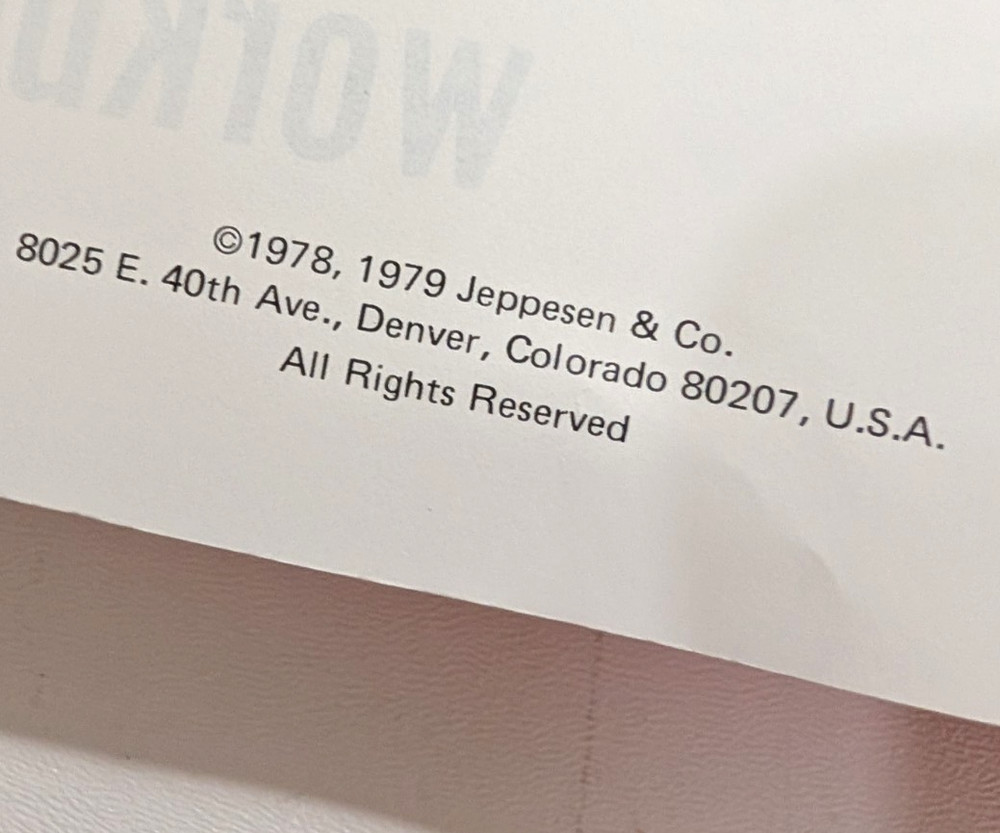 ©1978, 1979 Jeppesen & Co.
8025 E. 40th Ave., Denver, Colorado 80207, U.S.A.
All Rights Reserved